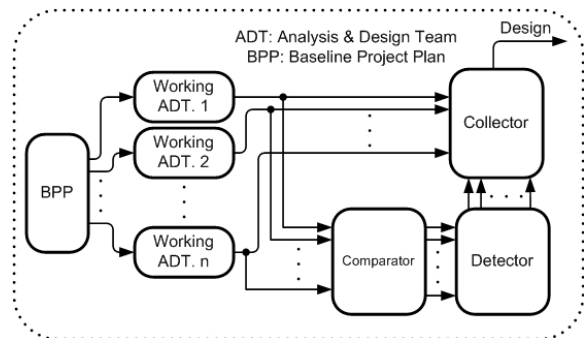 ADT: Analysis & Design Team
BPP: Baseline Project Plan
Design
Working
ADT. 1
Working
ADT. 2
Working
ADT. n
BPP
Collector
Comparator
Detector